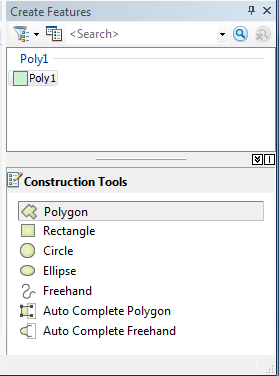 Create Features
<Search>
Poly1
Poly1
Construction Tools
Polygon
Rectangle
Circle
Ellipse
Freehand
Auto Complete Polygon
Auto Complete Freehand